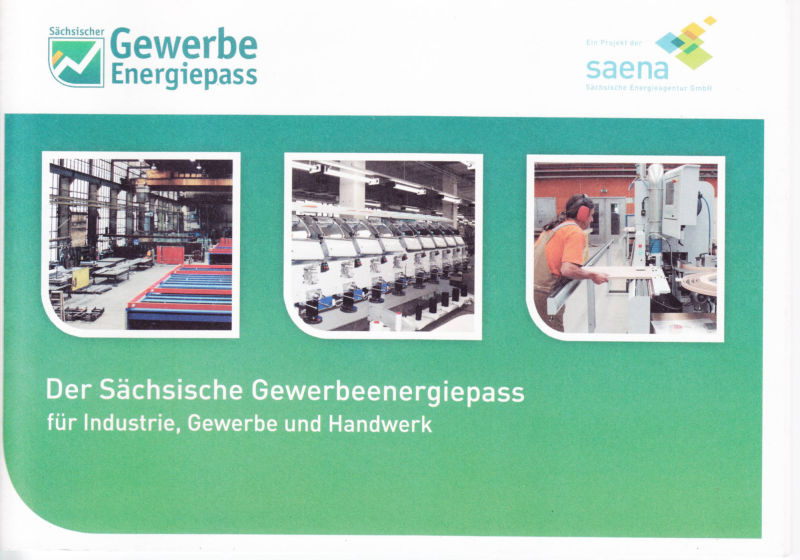 Sächsischer
Gewerbe
Energiepass
Ein Projekt der
saena
Sächsische Energieagentur GmbH
Der Sächsische Gewerbeenergiepass
für Industrie, Gewerbe und Handwerk